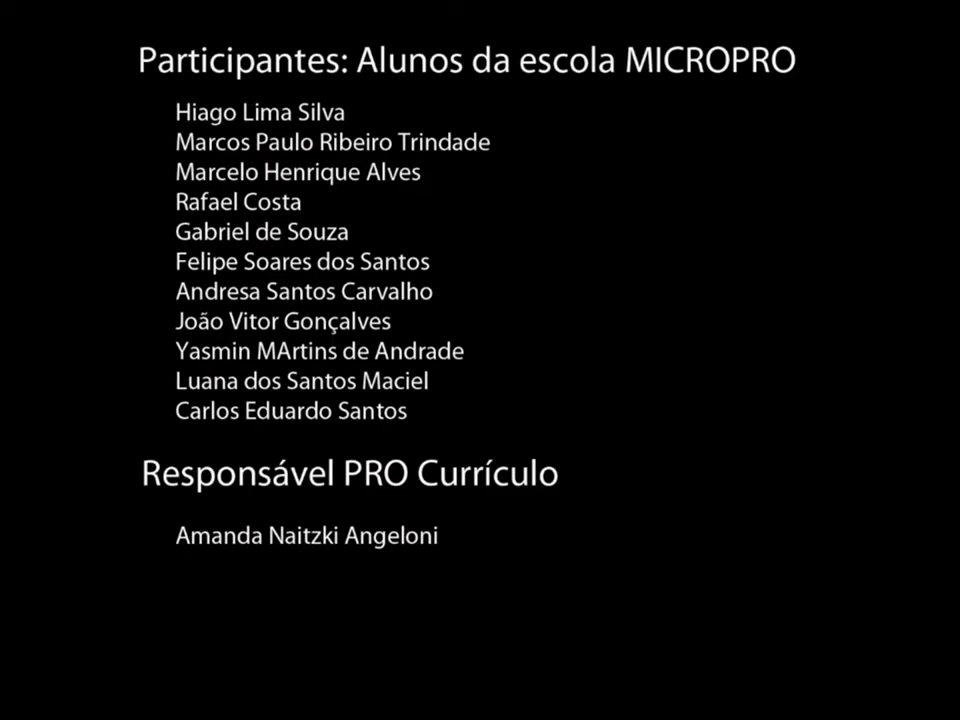 Participantes: Alunos da escola MICROPRO
Hiago Lima Silva
Marcos Paulo Ribeiro Trindade
Marcelo Henrique Alves
Rafael Costa
Gabriel de Souza
Felipe Soares dos Santos
Andresa Santos Carvalho
João Vitor Gonçalves
Yasmin MArtins de Andrade
Luana dos Santos Maciel
Carlos Eduardo Santos
Responsável PRO Currículo
Amanda Naitzki Angeloni